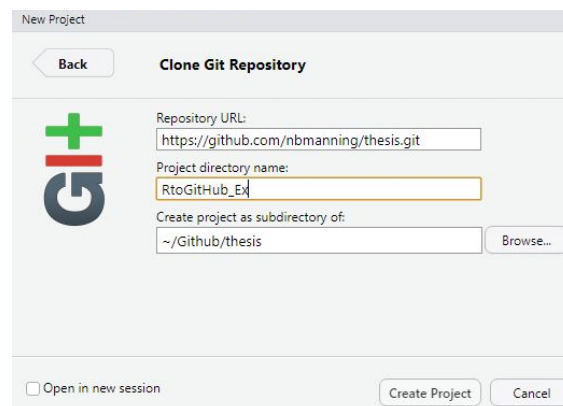 New Project
Back
Clone Git Repository
git
Repository URL:
https://github.com/nbmanning/thesis.git
Project directory name:
RtoGitHub_Ex
Create project as subdirectory of:
~/Github/thesis
Browse...
Open in new session
Create Project
Cancel